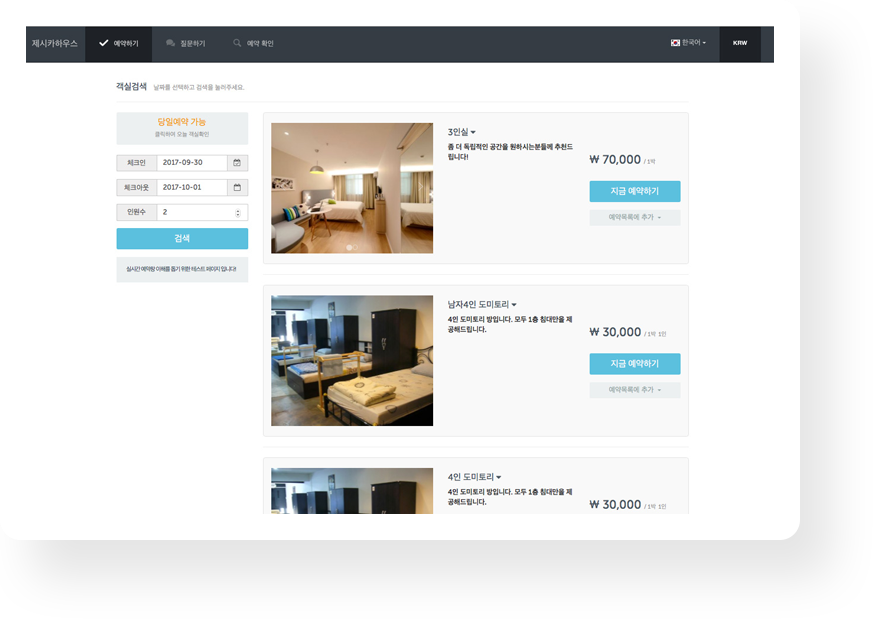 제시카하우스
예약하기
질문하기
예약 확인
한국어
KRW
객실검색 날짜를 선택하고 검색을 눌러주세요.
당일예약 가능
클릭하여 오늘 객실확인
체크인 2017-09-30
체크아웃 2017-10-01
인원수 2
검색
실시간 예약창 이해를 돕기 위한 테스트 페이지 입니다!
3인실
좀 더 독립적인 공간을 원하시는분들께 추천드
립니다!
₩ 70,000 / 1박
지금 예약하기
예약목록에 추가
남자4인 도미토리
4인 도미토리 방입니다. 모두 1층 침대만을 제
공해드립니다.
₩ 30,000 / 1박 1인
지금 예약하기
예약목록에 추가
4인 도미토리
4인 도미토리 방입니다. 모두 1층 침대만을 제
공해드립니다.
₩ 30,000 / 1박 1인